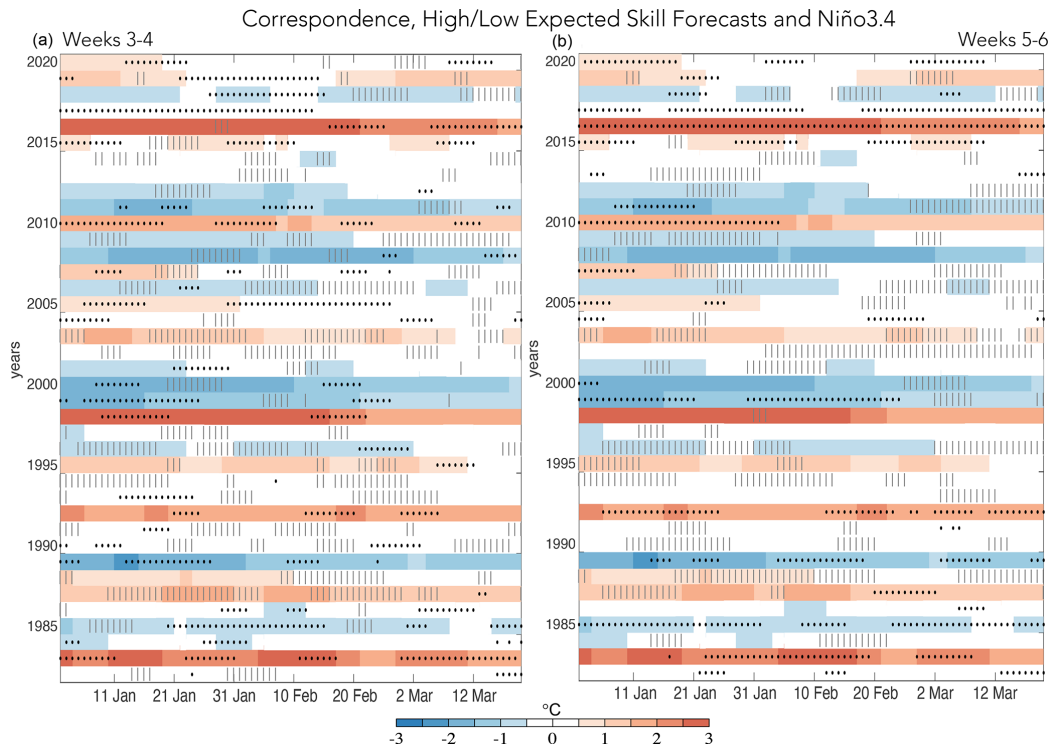 Correspondence, High/Low Expected Skill Forecasts and Niño3.4
(a) Weeks 3-4
(b) Weeks 5-6
2020
2015
2010
2005
2000
1995
1990
1985
years
11 Jan 21 Jan 31 Jan 10 Feb 20 Feb 2 Mar 12 Mar
2020
2015
2010
2005
2000
1995
1990
1985
years
11 Jan 21 Jan 31 Jan 10 Feb 20 Feb 2 Mar 12 Mar
°C
-3 -2 -1 0 1 2 3